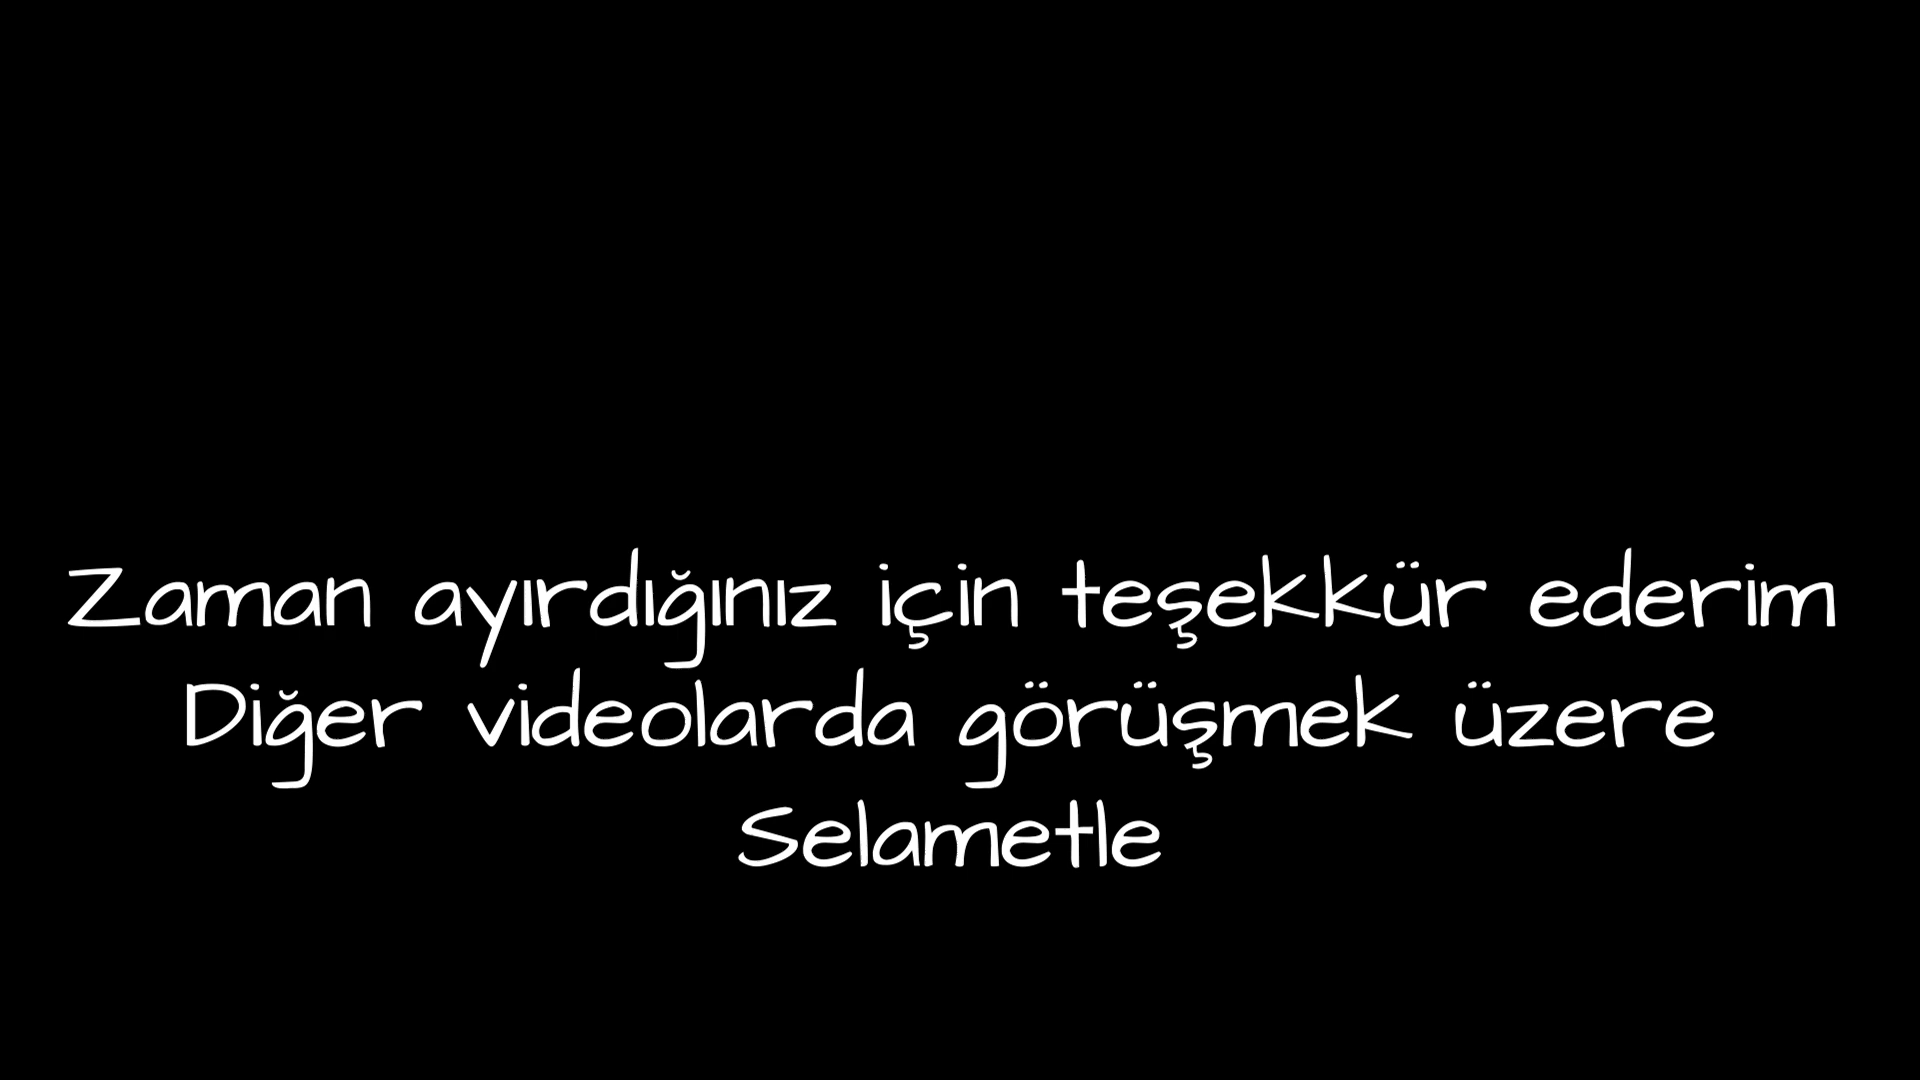 Zaman ayırdığınız için teşekkür ederim
Diğer videolarda görüşmek üzere
Selametle